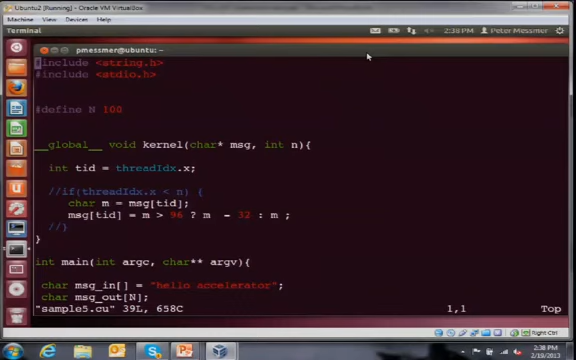 Ubuntu2 [Running] - Oracle VM VirtualBox
Machine View Devices Help
Terminal
2:38 PM Peter Messmer
pmessmer@ubuntu: ~
#include <string.h>
#include <stdio.h>
#define N 100
__global__ void kernel(char* msg, int n){
int tid = threadIdx.x;
//if(threadIdx.x < n) {
char m = msg[tid];
msg[tid] = m > 96 ? m - 32 : m ;
//}
}
int main(int argc, char** argv){
char msg_in[] = "hello accelerator";
char msg_out[N];
"sample5.cu" 39L, 658C 1,1 Top
Right Ctrl
2:38 PM
2/19/2013